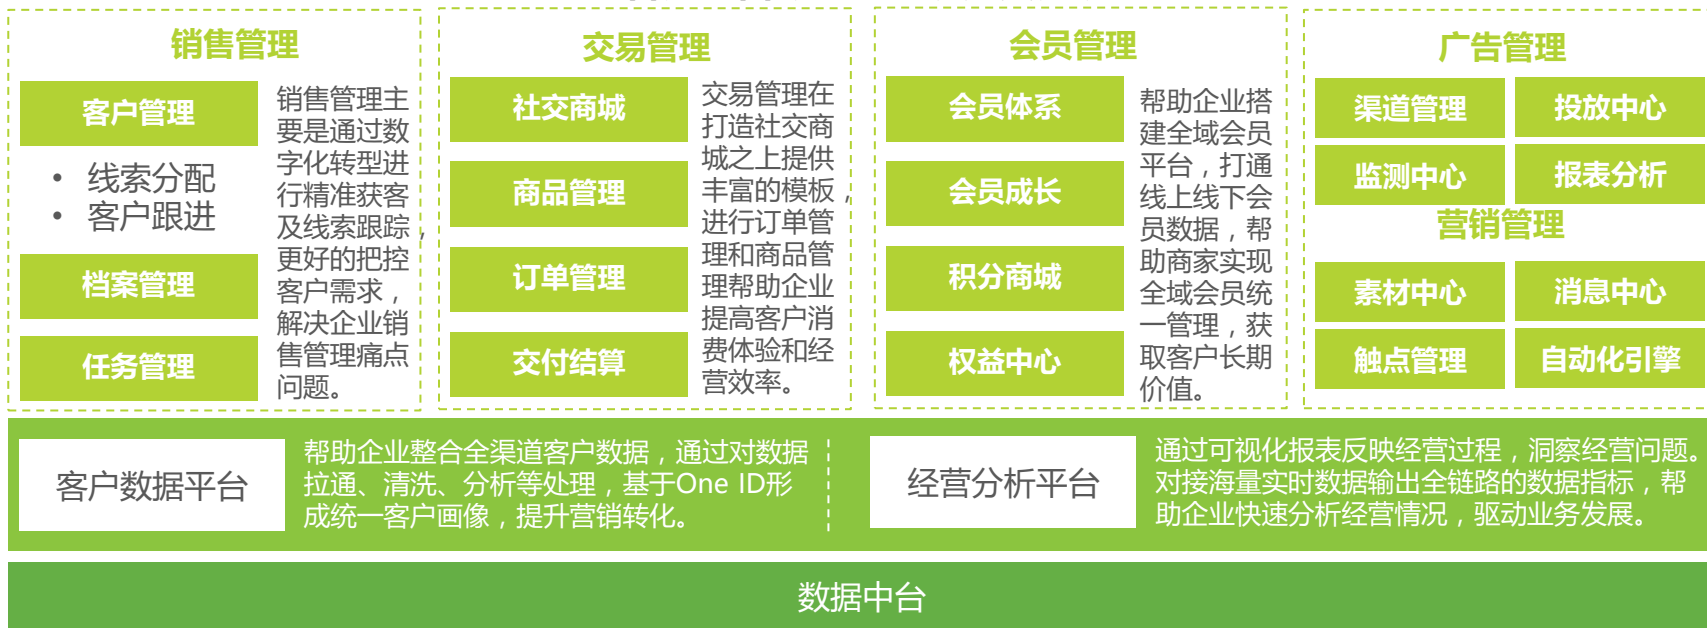 销售管理
客户管理
• 线索分配
• 客户跟进
档案管理
任务管理
销售管理主
要是通过数
字化转型进
行精准获客
及线索跟踪，
更好的把控
客户需求，
解决企业销
售管理痛点
问题。
交易管理
社交商城
商品管理
订单管理
交付结算
交易管理在
打造社交商
城之上提供
丰富的模板，
进行订单管
理和商品管
理帮助企业
提高客户消
费体验和经
营效率。
会员管理
会员体系
会员成长
积分商城
权益中心
帮助企业搭
建全域会员
平台，打通
线上线下会
员数据，帮
助商家实现
全域会员统
一管理，获
取客户长期
价值。
广告管理
渠道管理 投放中心
监测中心 报表分析
营销管理
素材中心 消息中心
触点管理 自动化引擎
客户数据平台
帮助企业整合全渠道客户数据，通过对数据
拉通、清洗、分析等处理，基于One ID形
成统一客户画像，提升营销转化。
经营分析平台
通过可视化报表反映经营过程，洞察经营问题。
对接海量实时数据输出全链路的数据指标，帮
助企业快速分析经营情况，驱动业务发展。
数据中台